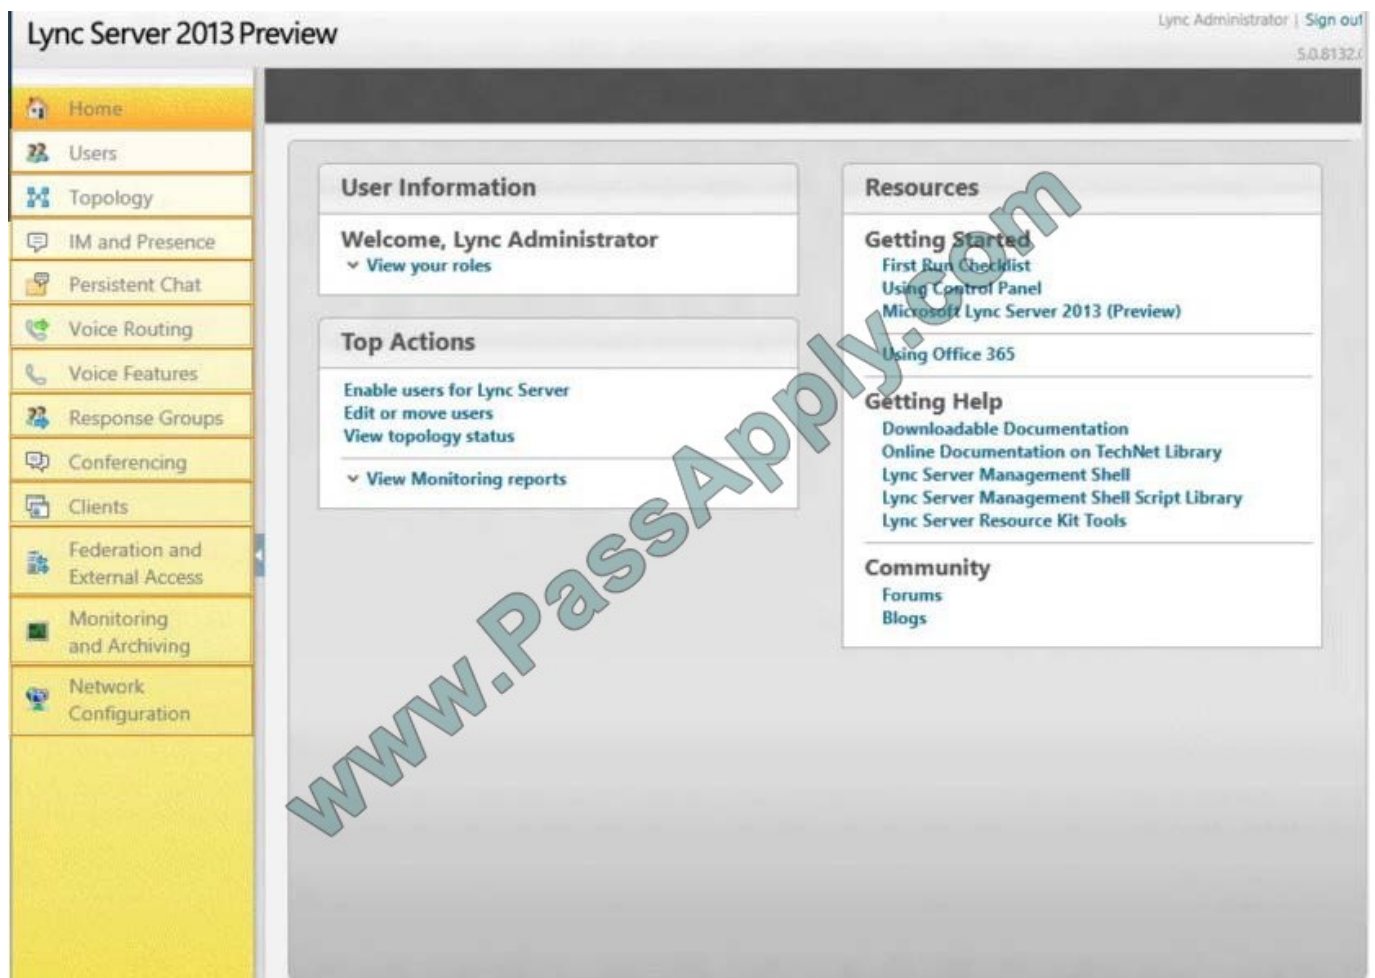 Lync Server 2013 Preview
Lync Administrator | Sign out
5.0.8132.
Home
Users
Topology
IM and Presence
Persistent Chat
Voice Routing
Voice Features
Response Groups
Conferencing
Clients
Federation and
External Access
Monitoring
and Archiving
Network
Configuration
User Information
Welcome, Lync Administrator
View your roles
Top Actions
Enable users for Lync Server
Edit or move users
View topology status
View Monitoring reports
Resources
Getting Started
First Run Checklist
Using Control Panel
Microsoft Lync Server 2013 (Preview)
Using Office 365
Getting Help
Downloadable Documentation
Online Documentation on TechNet Library
Lync Server Management Shell
Lync Server Management Shell Script Library
Lync Server Resource Kit Tools
Community
Forums
Blogs
www.PassApply.com